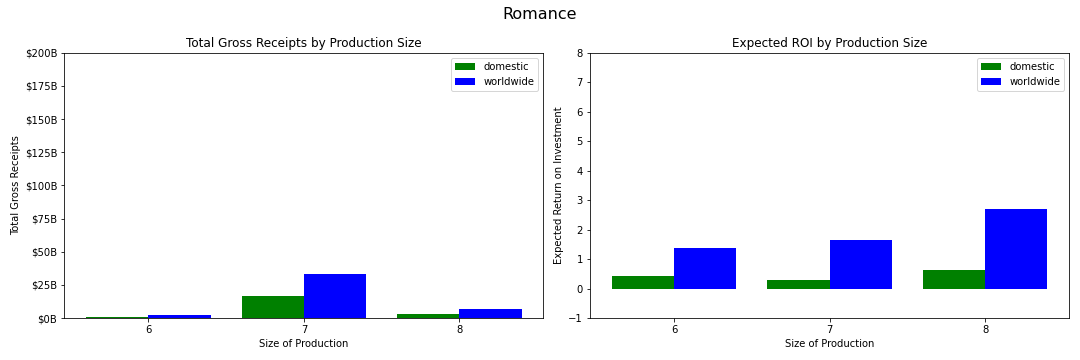 Romance
Total Gross Receipts by Production Size
Total Gross Receipts
$200B
$175B
$150B
$125B
$100B
$75B
$50B
$25B
$0B
domestic
worldwide
6 7 8
Size of Production
Expected ROI by Production Size
Expected Return on Investment
8
7
6
5
4
3
2
1
0
−1
domestic
worldwide
6 7 8
Size of Production